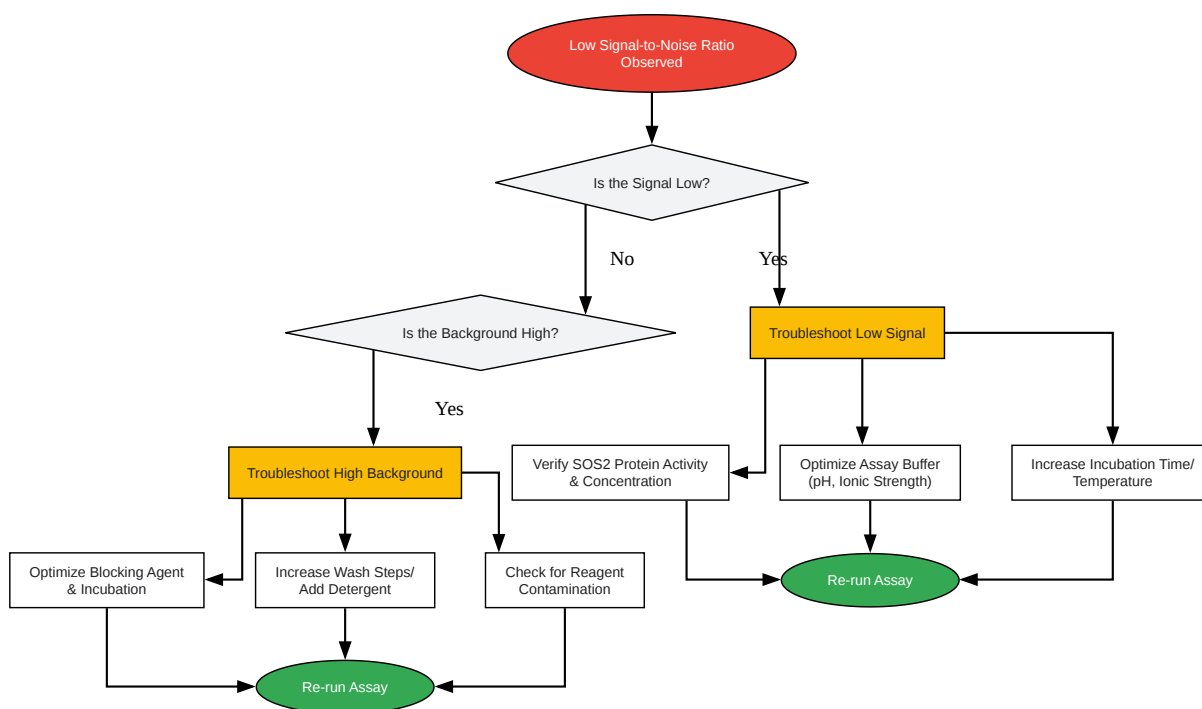 Low Signal-to-Noise Ratio
Observed
Is the Signal Low?
No
Yes
Is the Background High?
Troubleshoot Low Signal
Yes
Troubleshoot High Background
Verify SOS2 Protein Activity
& Concentration
Optimize Assay Buffer
(pH, Ionic Strength)
Increase Incubation Time/
Temperature
Optimize Blocking Agent
& Incubation
Increase Wash Steps/
Add Detergent
Check for Reagent
Contamination
Re-run Assay
Re-run Assay